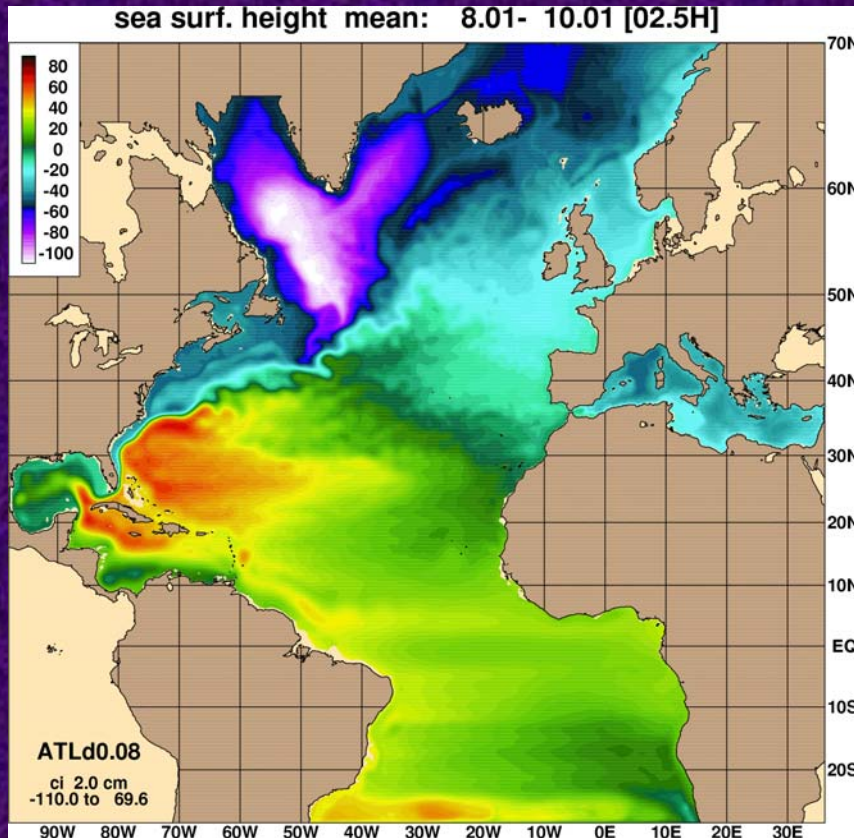 sea surf. height mean: 8.01- 10.01 [02.5H]
80
60
40
20
0
-20
-40
-60
-80
-100
70N
60N
50N
40N
30N
20N
10N
EQ
10S
20S
ATLd0.08
ci 2.0 cm
-110.0 to 69.6
90W 80W 70W 60W 50W 40W 30W 20W 10W 0E 10E 20E 30E